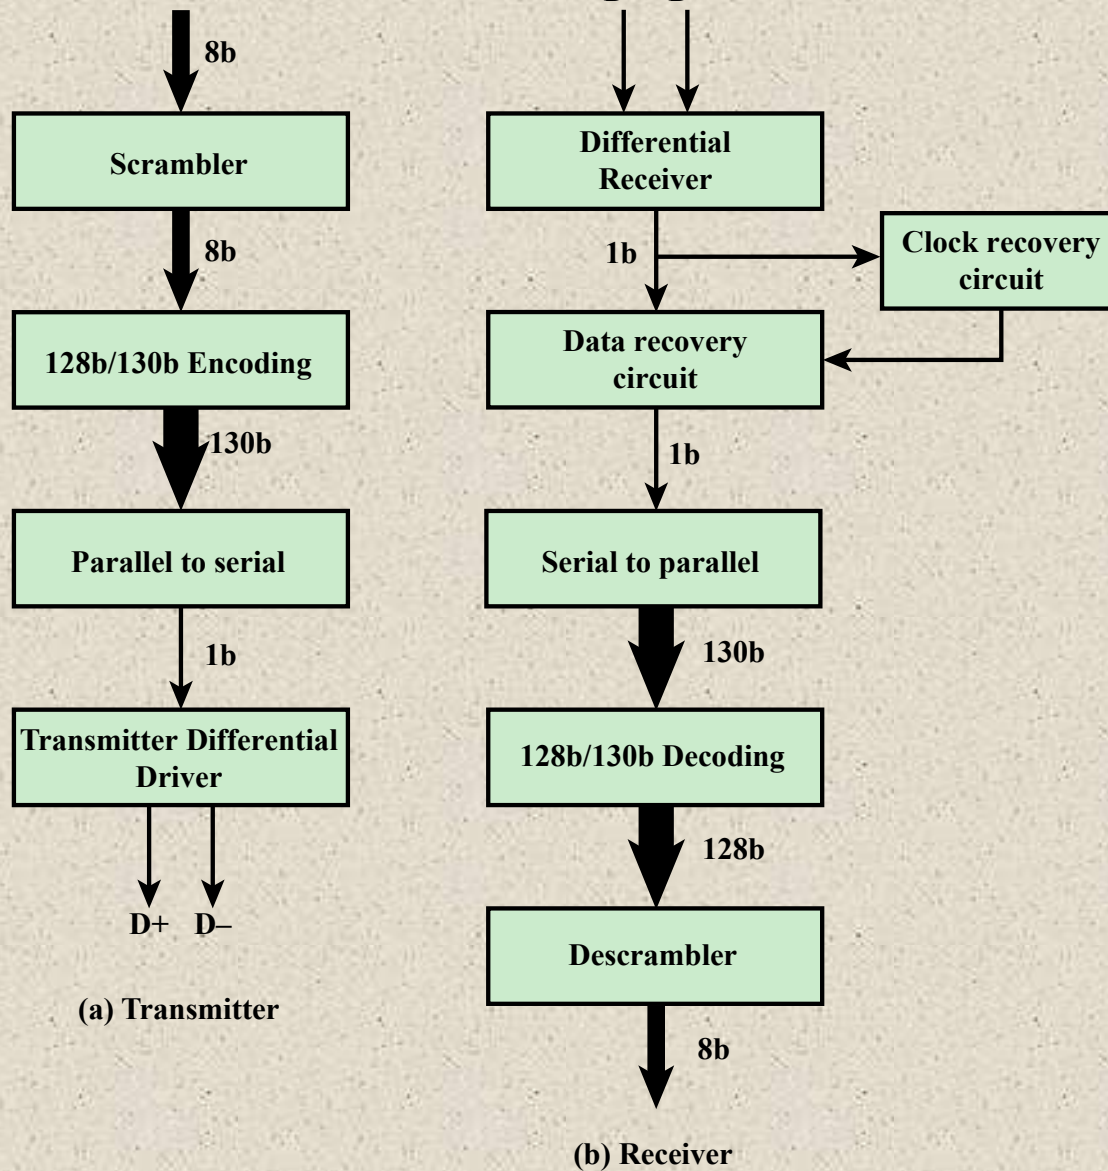 8b
Scrambler
8b
128b/130b Encoding
130b
Parallel to serial
1b
Transmitter Differential
Driver
D+ D–
(a) Transmitter
Differential
Receiver
1b
Clock recovery
circuit
Data recovery
circuit
1b
Serial to parallel
130b
128b/130b Decoding
128b
Descrambler
8b
(b) Receiver